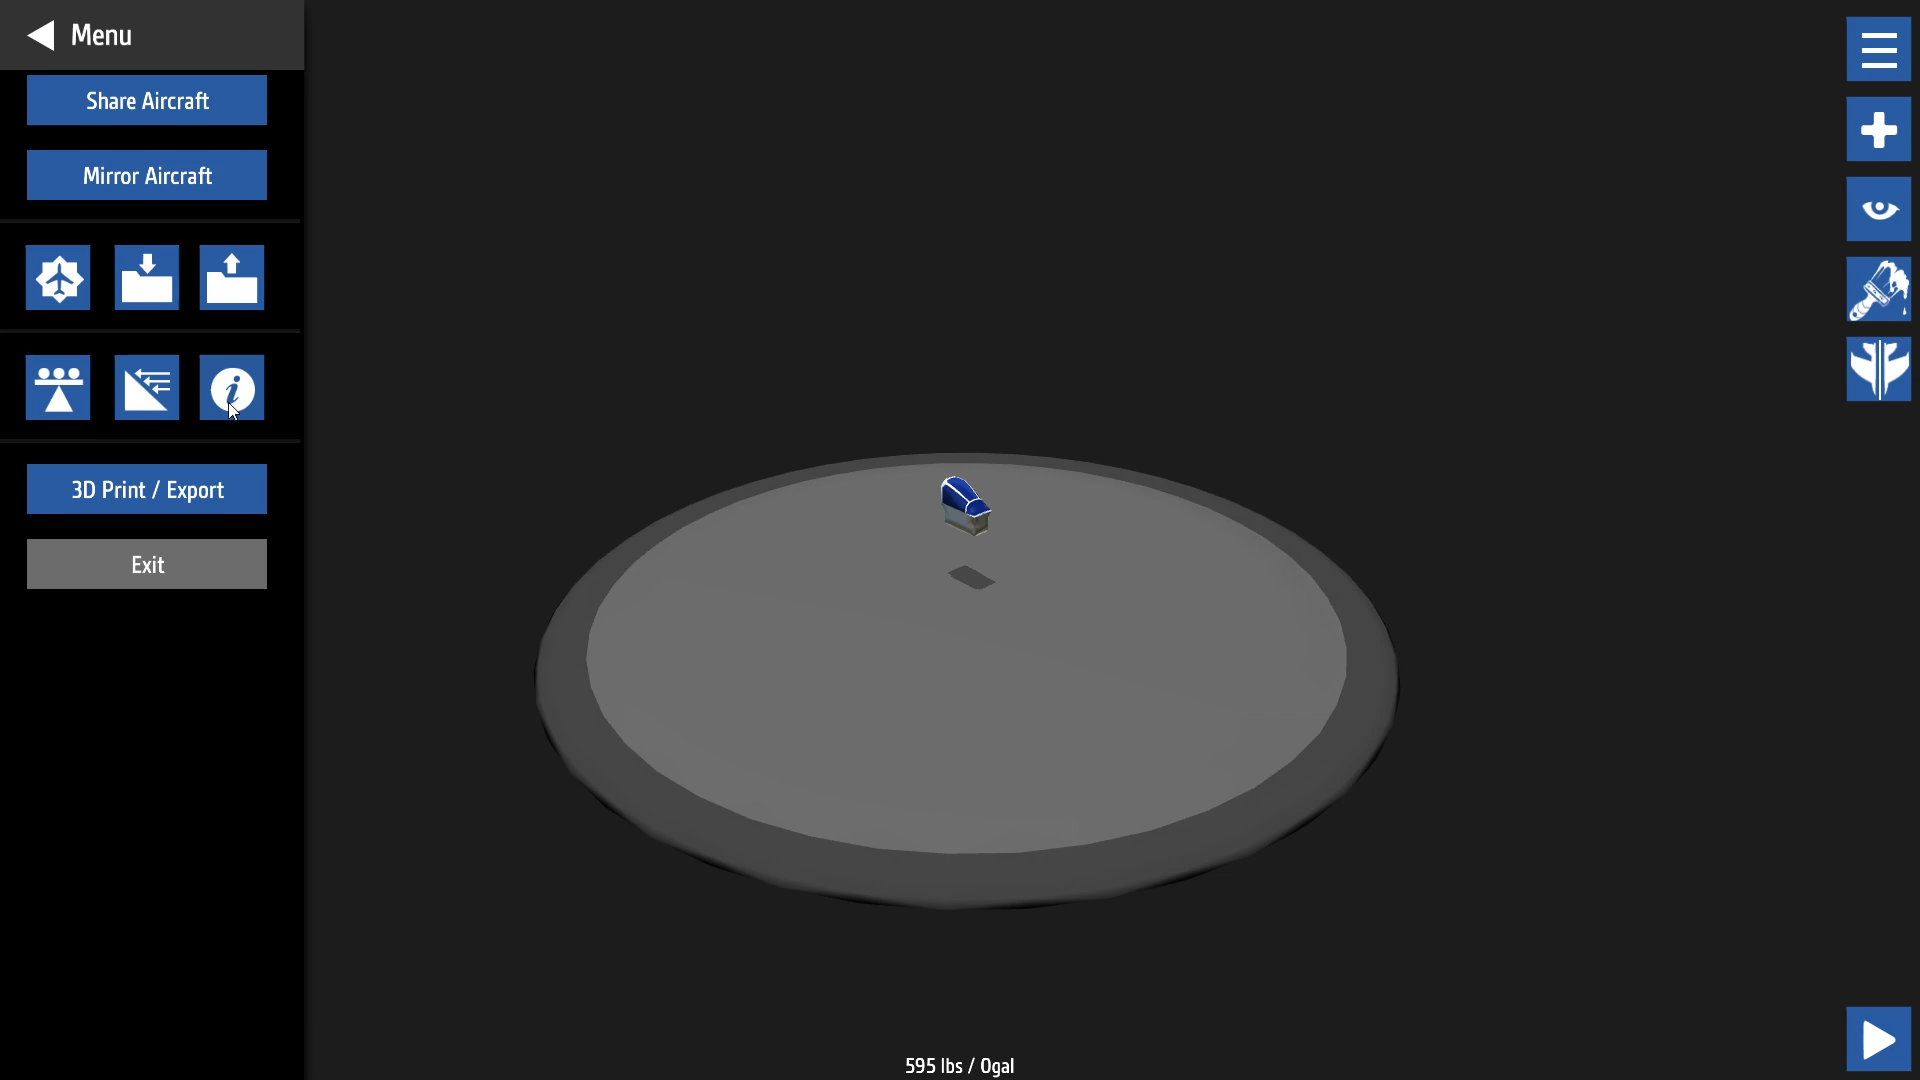 Menu
Share Aircraft
Mirror Aircraft
3D Print / Export
Exit
595 lbs / 0gal